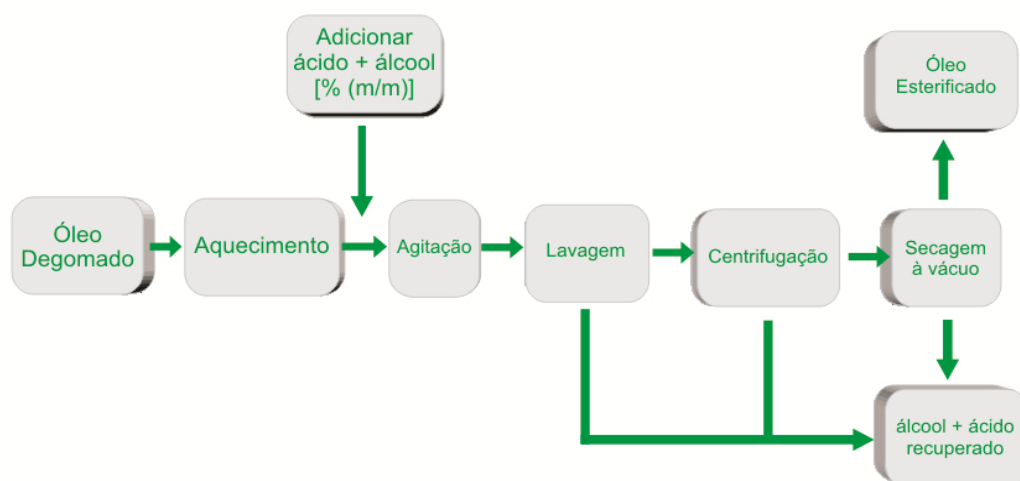 Adicionar
ácido + álcool
[% (m/m)]
Óleo
Esterificado
Óleo
Degomado
Aquecimento
Agitação
Lavagem
Centrifugação
Secagem
à vácuo
álcool + ácido
recuperado